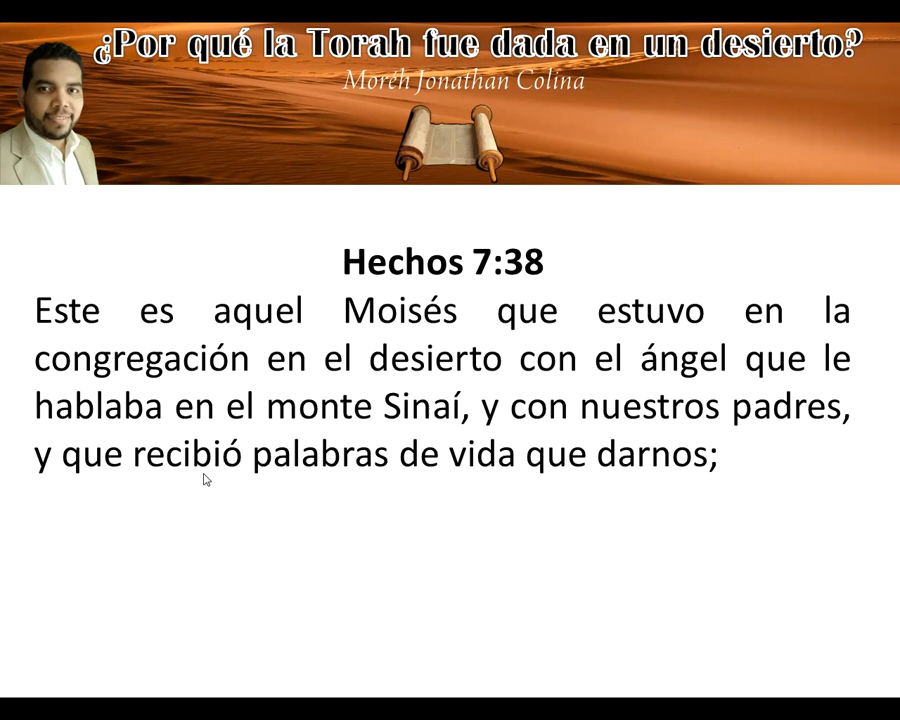 ¿Por qué la Torah fue dada en un desierto?
Moréh Jonathan Colina
Hechos 7:38
Este es aquel Moisés que estuvo en la
congregación en el desierto con el ángel que le
hablaba en el monte Sinaí, y con nuestros padres,
y que recibió palabras de vida que darnos;